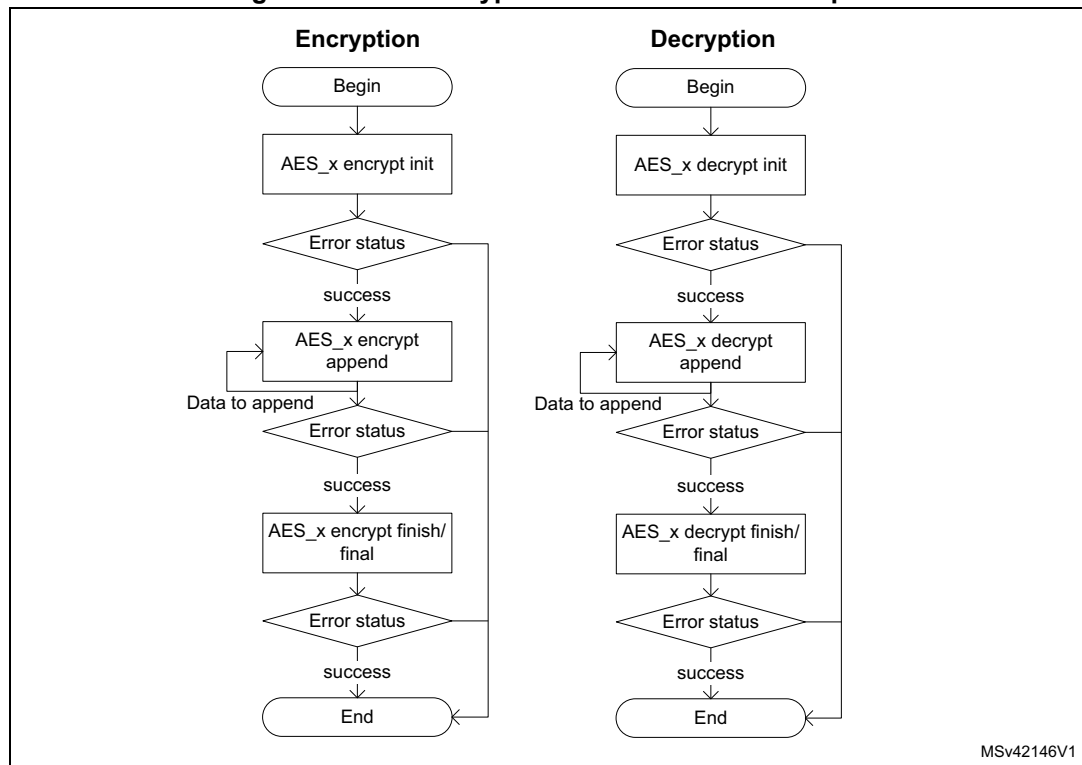 Encryption
Begin
AES_x encrypt init
Error status
success
AES_x encrypt
append
Data to append
Error status
success
AES_x encrypt finish/
final
Error status
success
End
Decryption
Begin
AES_x decrypt init
Error status
success
AES_x decrypt
append
Data to append
Error status
success
AES_x decrypt finish/
final
Error status
success
End
MSv42146V1